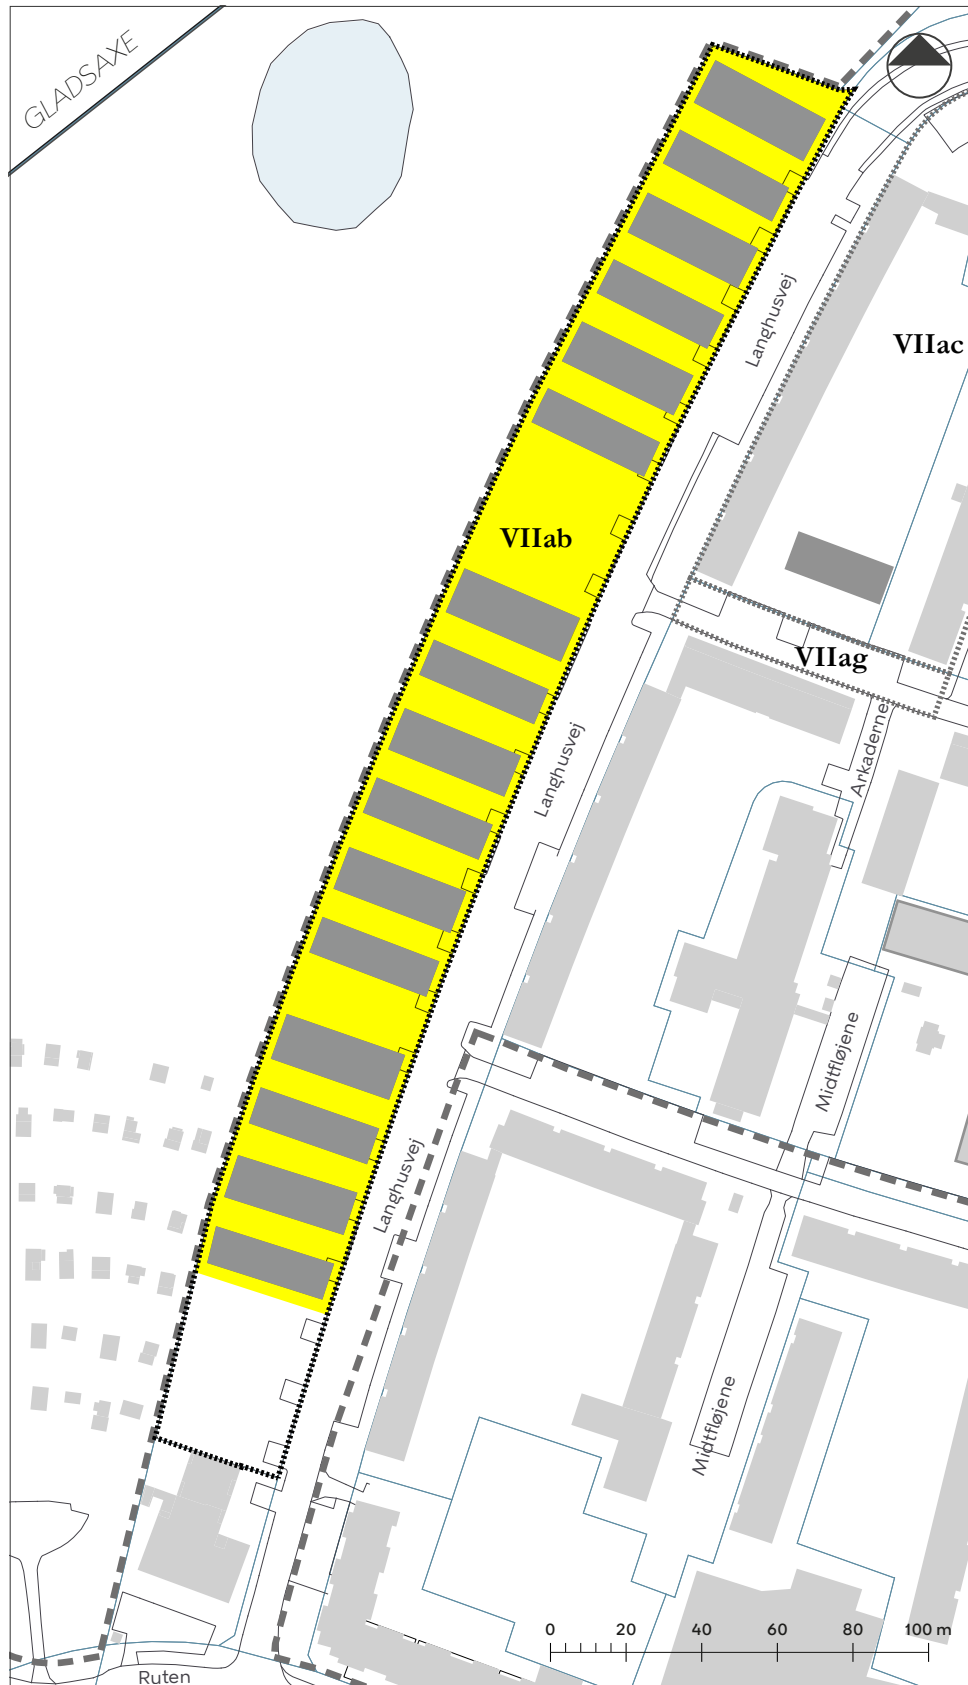 GLADSAXE
Langhusvej
VIIac
VIIab
VIIag
Arkaderne
Langhusvej
Midtfløjene
Langhusvej
Midtfløjene
0 20 40 60 80 100 m
Ruten